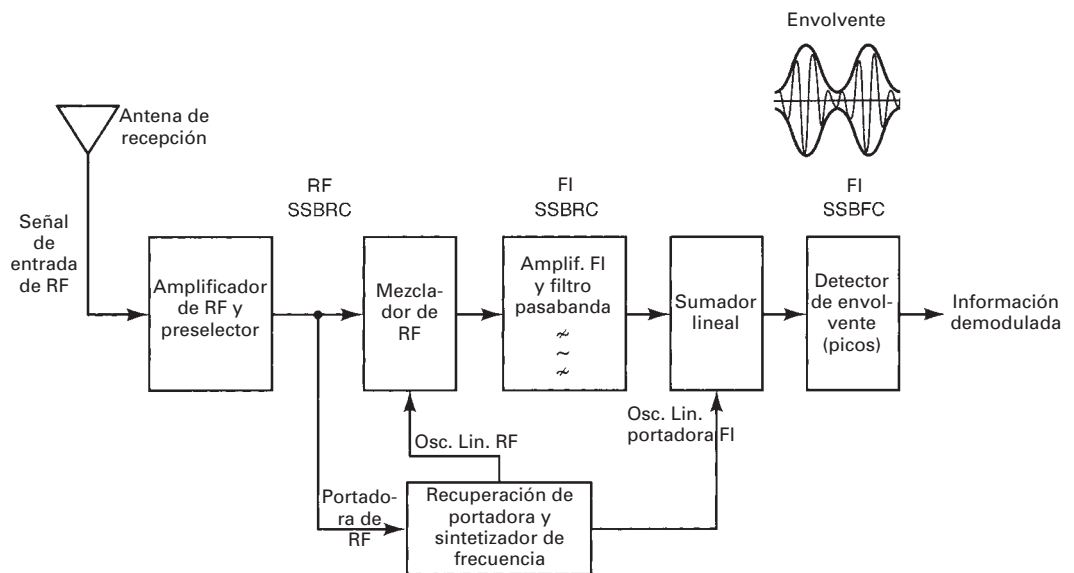 Envolvente
Antena de
recepción
RF
SSBRC
FI
SSBRC
FI
SSBFC
Señal
de
entrada
de RF
Amplificador
de RF y
preselector
Mezcla-
dor de
RF
Amplif. FI
y filtro
pasabanda
Sumador
lineal
Detector
de envol-
vente
(picos)
Información
demodulada
Osc. Lin. RF
Osc. Lin.
portadora FI
Portado-
ra de
RF
Recuperación de
portadora y
sintetizador de
frecuencia